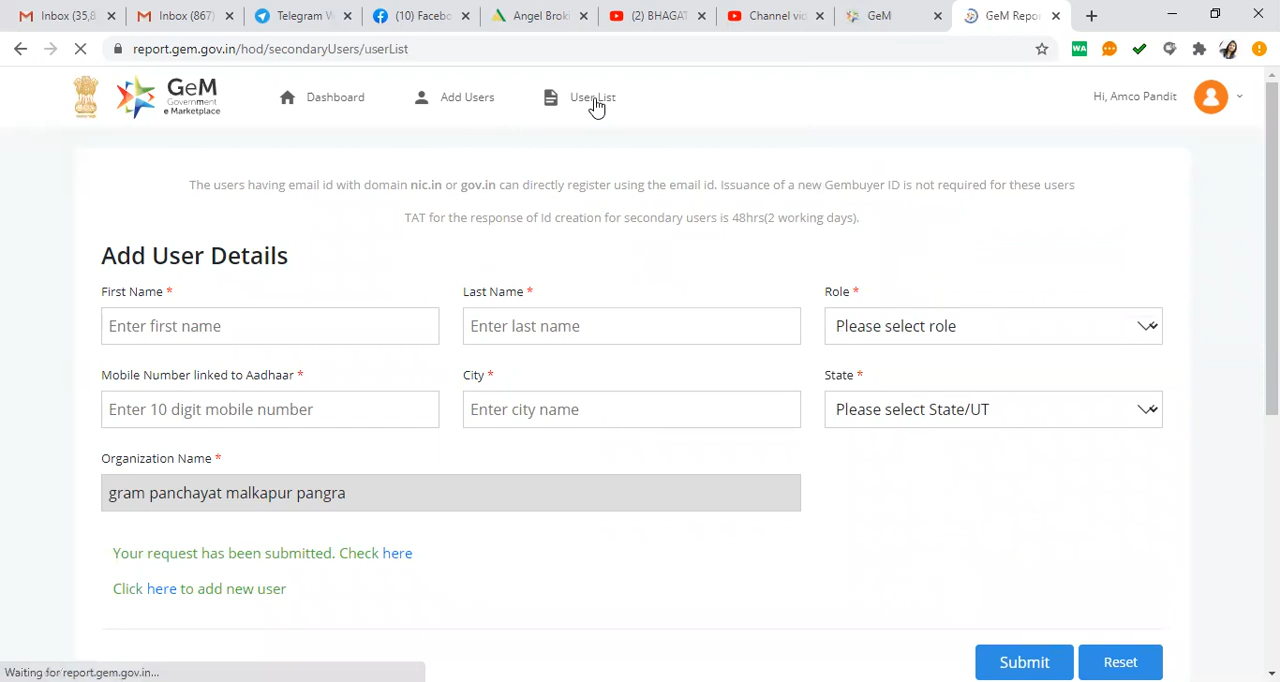 Inbox (35,8
Inbox (867)
Telegram W
(10) Facebo
Angel Broki
(2) BHAGAT
Channel vid
GeM
GeM Repor
report.gem.gov.in/hod/secondaryUsers/userList
WA
GeM
Government
e Marketplace
Dashboard
Add Users
User List
Hi, Amco Pandit
The users having email id with domain nic.in or gov.in can directly register using the email id. Issuance of a new Gembuyer ID is not required for these users
TAT for the response of Id creation for secondary users is 48hrs(2 working days).
Add User Details
First Name *
Last Name *
Role *
Enter first name
Enter last name
Please select role
Mobile Number linked to Aadhaar *
City *
State *
Enter 10 digit mobile number
Enter city name
Please select State/UT
Organization Name *
gram panchayat malkapur pangra
Your request has been submitted. Check here
Click here to add new user
Submit
Reset
Waiting for report.gem.gov.in...